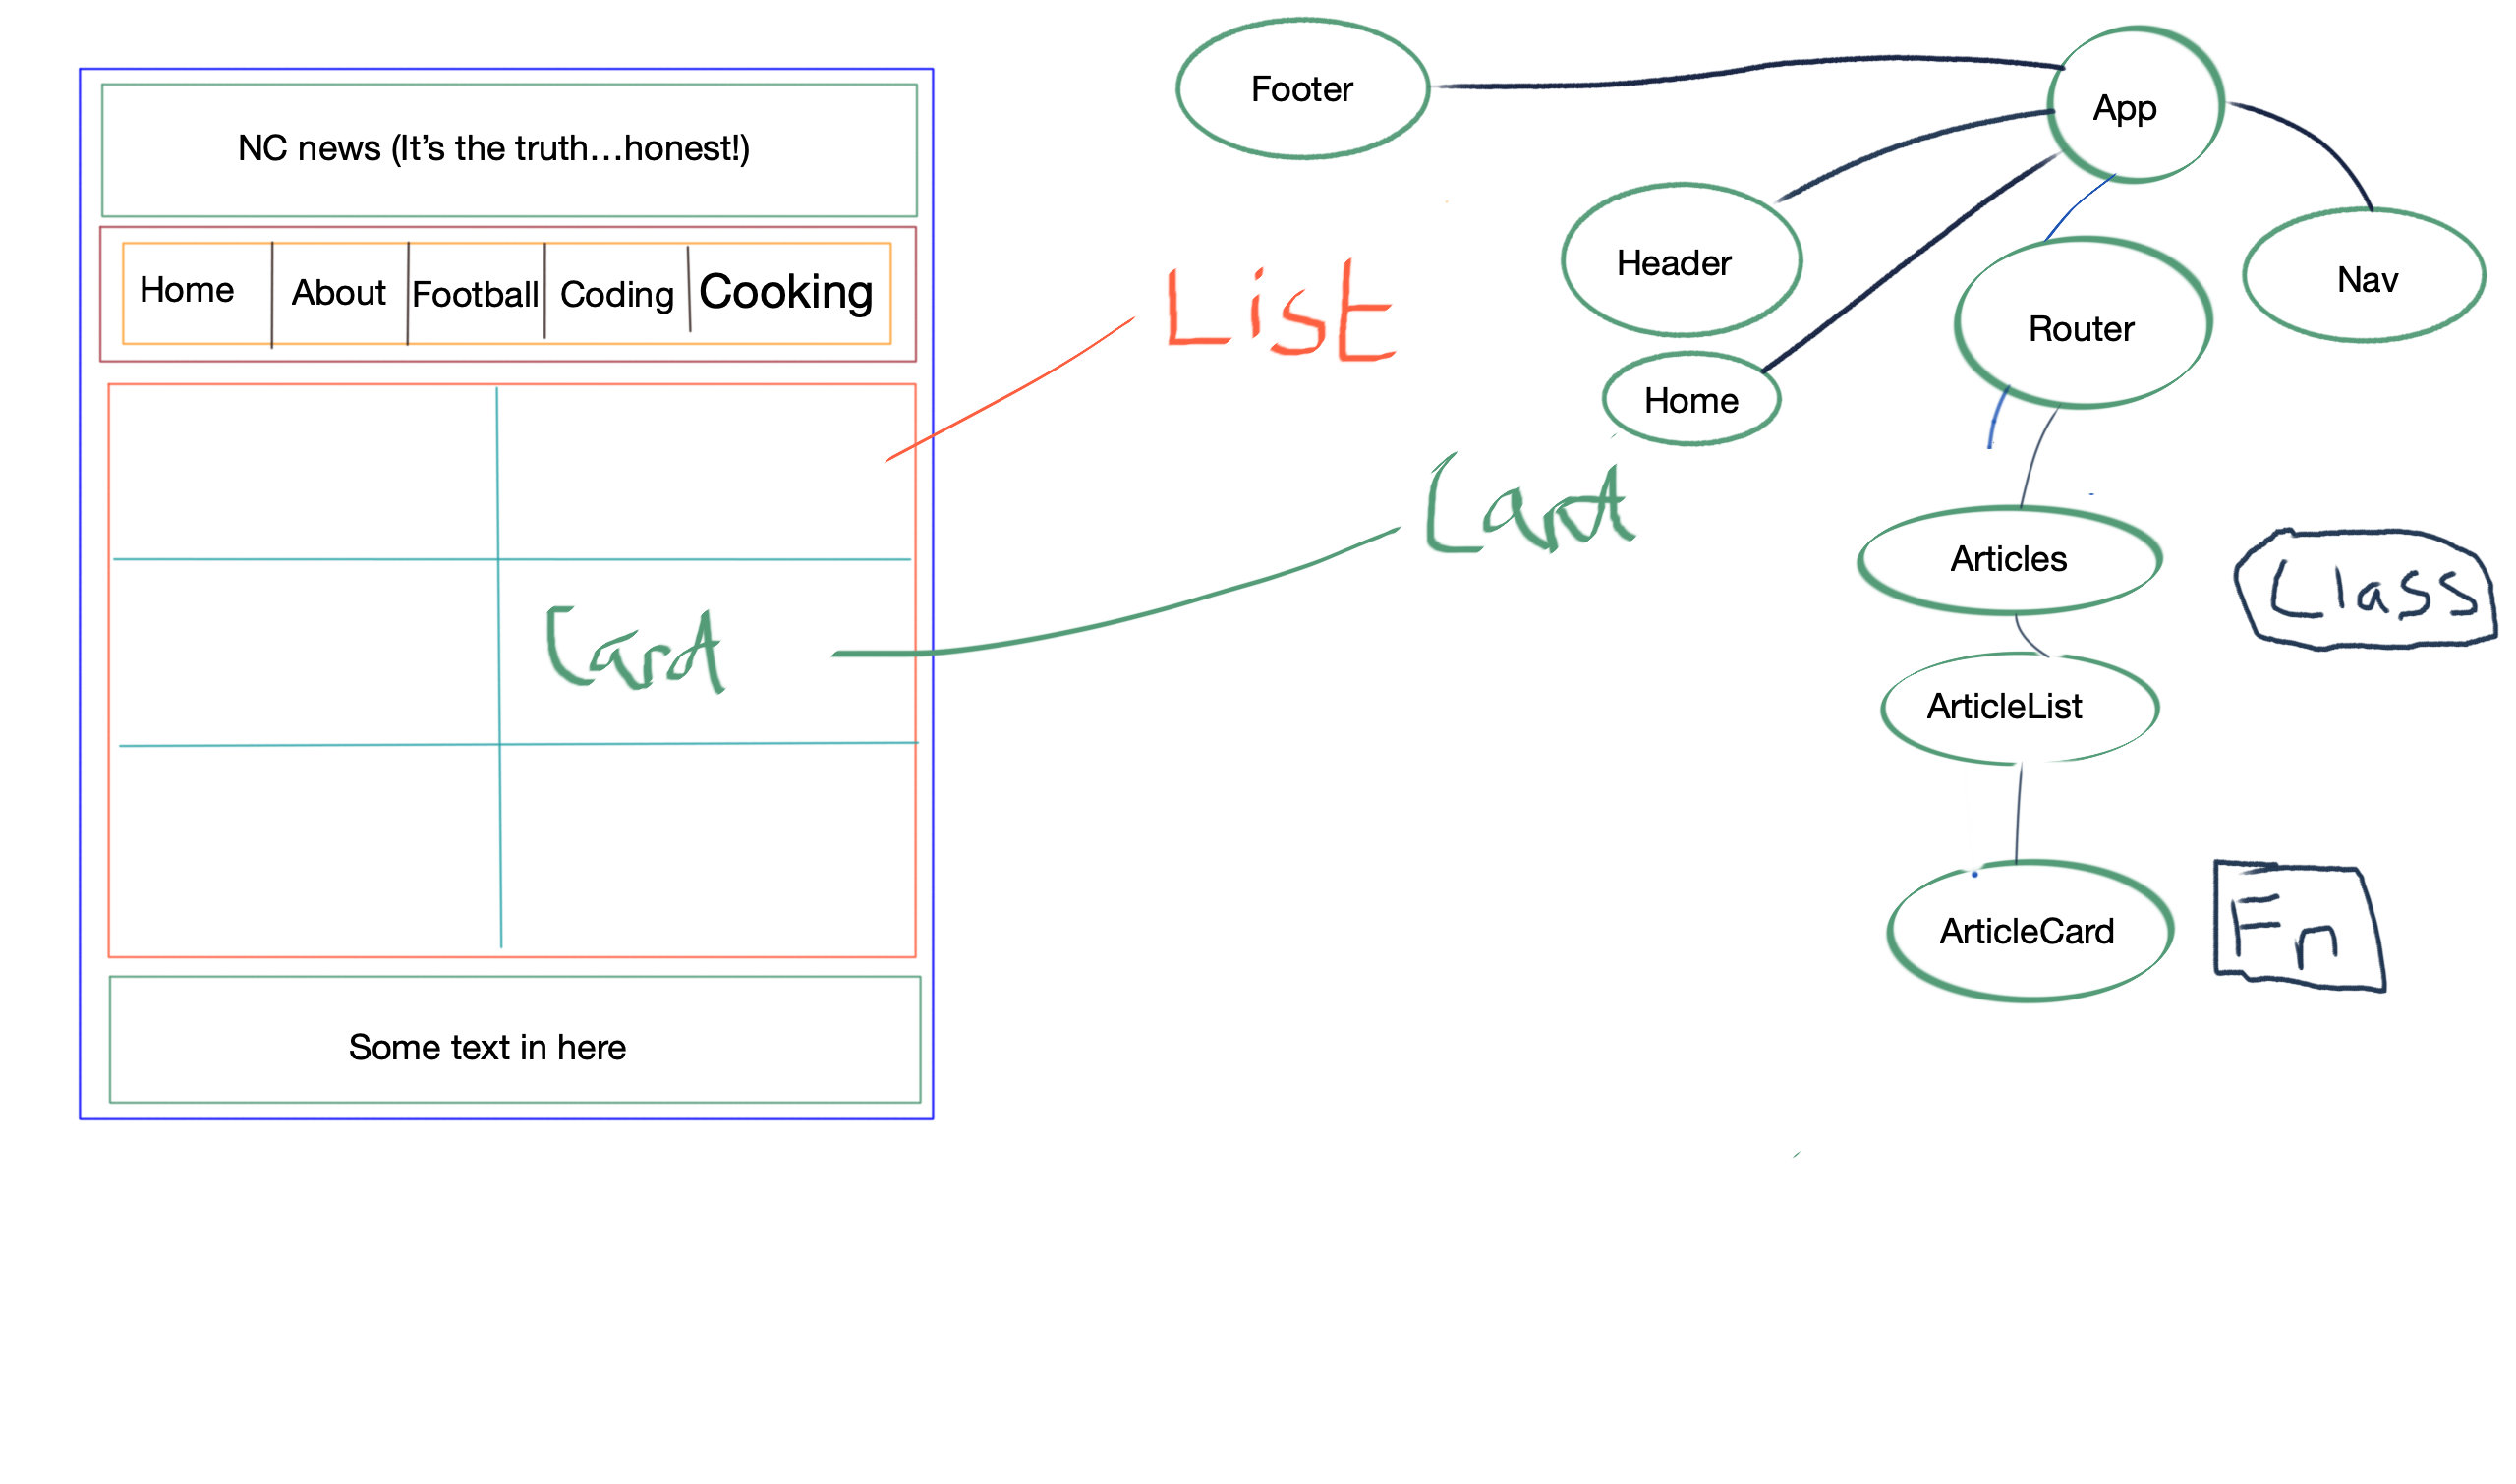 NC news (It’s the truth...honest!)
Home About Football Coding Cooking
List
Card
Card
Some text in here
Footer
App
Header
Nav
Router
Home
Articles
Class
ArticleList
ArticleCard
Fn